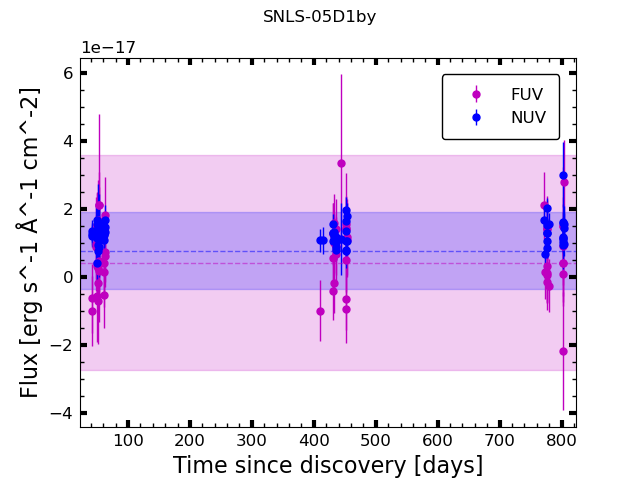 SNLS-05D1by
1e−17
6
4
2
0
−2
−4
FUV
NUV
Flux [erg s^-1 Å^-1 cm^-2]
100 200 300 400 500 600 700 800
Time since discovery [days]